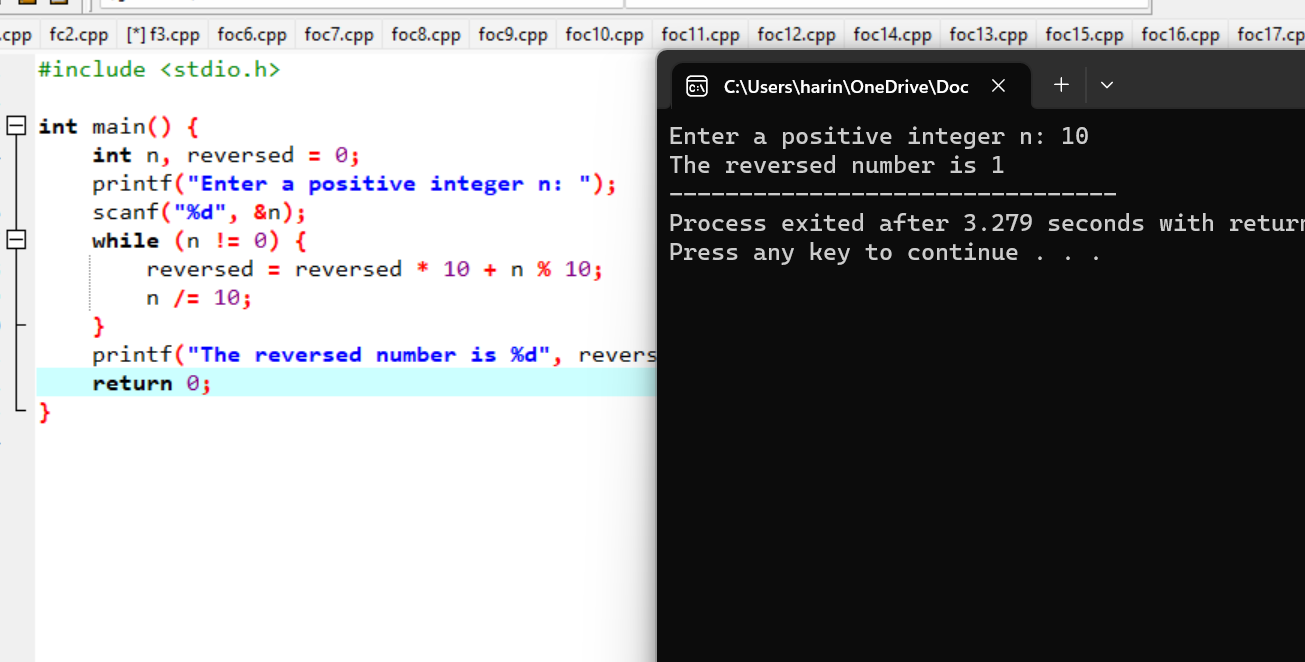 .cpp fc2.cpp [*] f3.cpp foc6.cpp foc7.cpp foc8.cpp foc9.cpp foc10.cpp foc11.cpp foc12.cpp foc14.cpp foc13.cpp foc15.cpp foc16.cpp foc17.cp
#include <stdio.h>
int main() {
int n, reversed = 0;
printf("Enter a positive integer n: ");
scanf("%d", &n);
while (n != 0) {
reversed = reversed * 10 + n % 10;
n /= 10;
}
printf("The reversed number is %d", revers
return 0;
}
C:\Users\harin\OneDrive\Doc
Enter a positive integer n: 10
The reversed number is 1
--------------------------------
Process exited after 3.279 seconds with return
Press any key to continue . . .